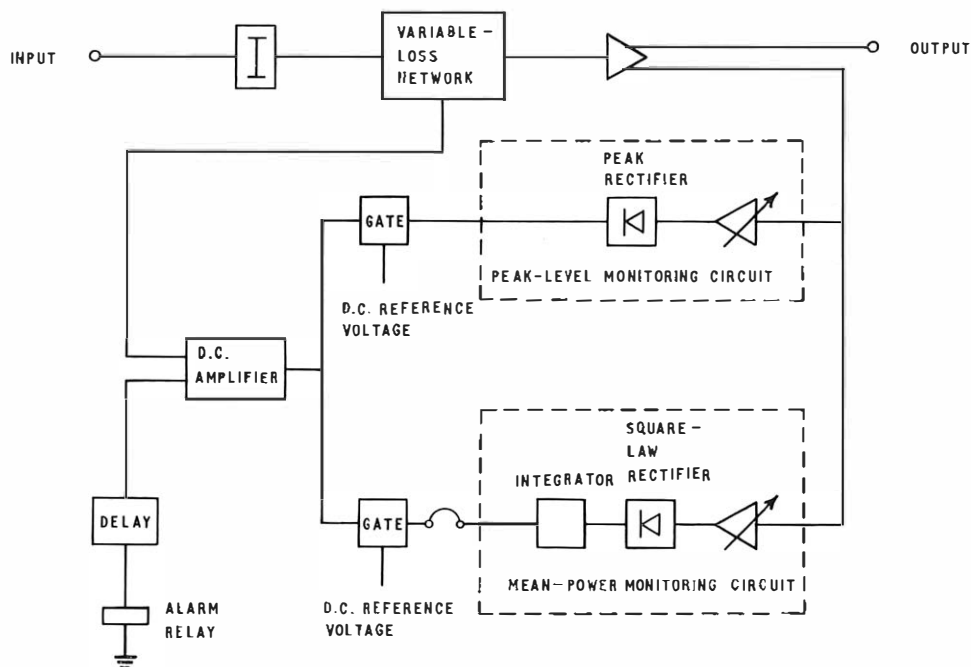 INPUT
VARIABLE-
LOSS
NETWORK
OUTPUT
PEAK
RECTIFIER
GATE
PEAK-LEVEL MONITORING CIRCUIT
D.C. REFERENCE
VOLTAGE
D.C.
AMPLIFIER
SQUARE-
LAW
INTEGRATOR RECTIFIER
DELAY
GATE
MEAN-POWER MONITORING CIRCUIT
D.C. REFERENCE
VOLTAGE
ALARM
RELAY